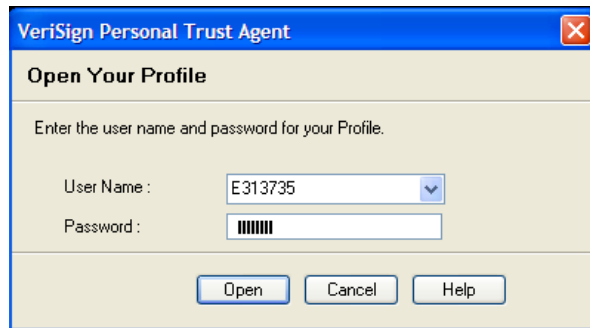 VeriSign Personal Trust Agent
Open Your Profile
Enter the user name and password for your Profile.
User Name : E313735
Password :
Open Cancel Help